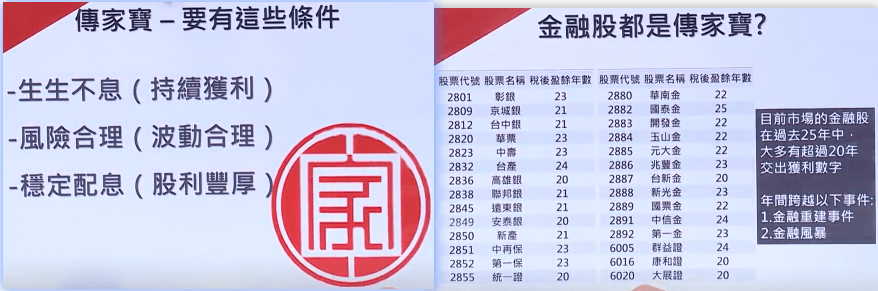 傳家寶 – 要有這些條件
-生生不息（持續獲利）
-風險合理（波動合理）
-穩定配息（股利豐厚）
家
金融股都是傳家寶?
股票代號 股票名稱 稅後盈餘年數 股票代號 股票名稱 稅後盈餘年數
2801 彰銀 23 2880 華南金 22
2809 京城銀 21 2882 國泰金 25
2812 台中銀 21 2883 開發金 22
2820 華票 23 2884 玉山金 22
2823 中壽 23 2885 元大金 22
2832 台產 24 2886 兆豐金 23
2836 高雄銀 20 2887 台新金 20
2838 聯邦銀 21 2888 新光金 23
2845 遠東銀 21 2889 國票金 22
2849 安泰銀 20 2891 中信金 24
2850 新產 21 2892 第一金 23
2851 中再保 23 6005 群益證 24
2852 第一保 23 6016 康和證 20
2855 統一證 20 6020 大展證 20
目前市場的金融股
在過去25年中，
大多有超過20年
交出獲利數字
年間跨越以下事件:
1.金融重建事件
2.金融風暴